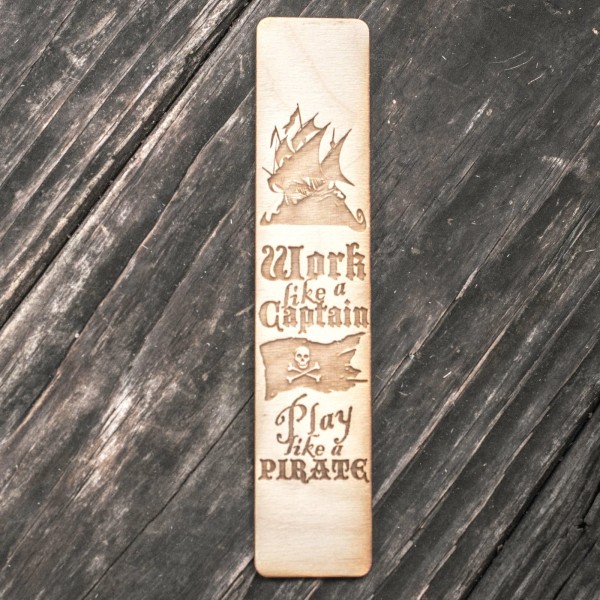 Work
like a
Captain
Play
like a
PIRATE